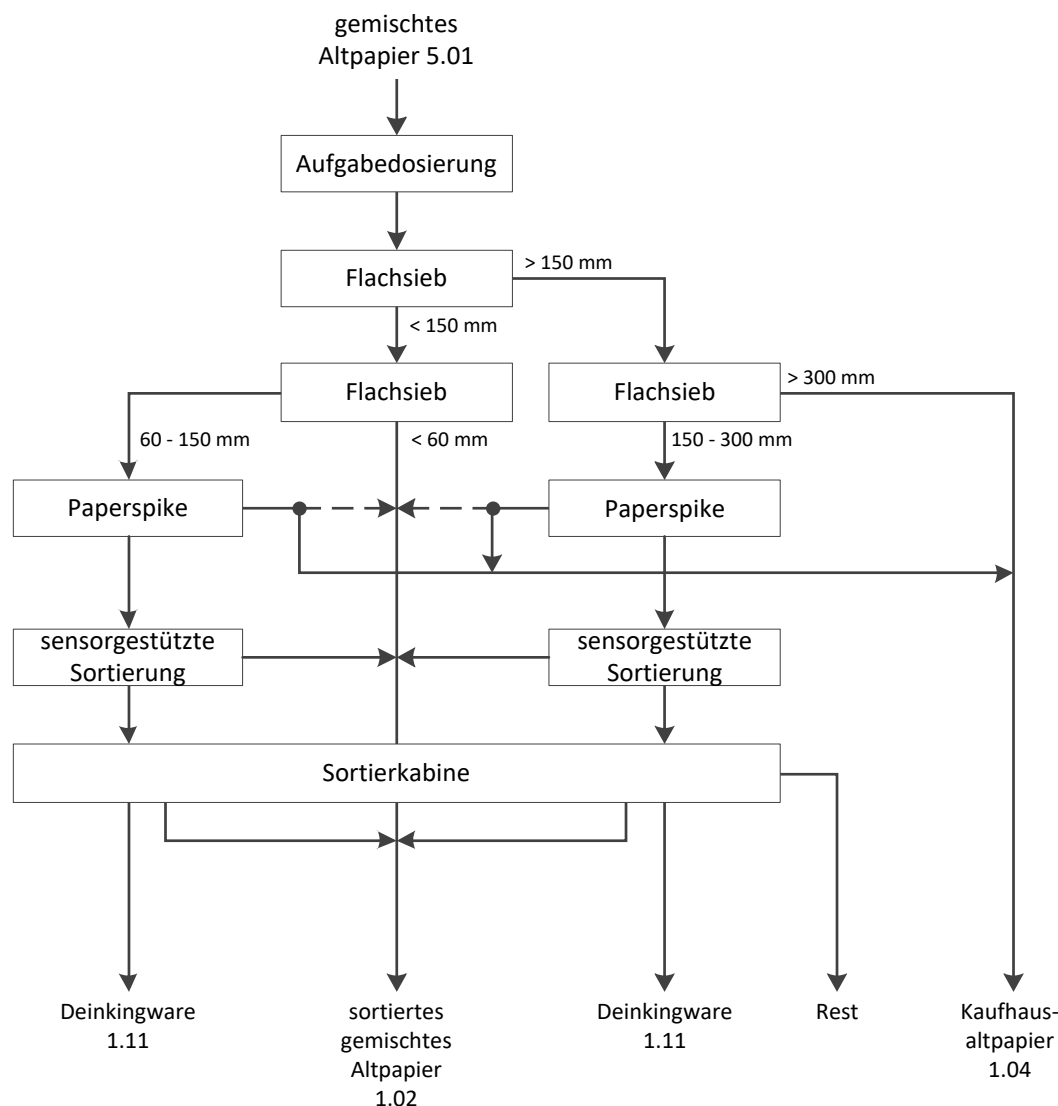 gemischtes
Altpapier 5.01
Aufgabedosierung
Flachsieb
> 150 mm
< 150 mm
Flachsieb
Flachsieb
> 300 mm
60 - 150 mm
< 60 mm
150 - 300 mm
Paperspike
Paperspike
sensorgestützte
Sortierung
sensorgestützte
Sortierung
Sortierkabine
Deinkingware
1.11
sortiertes
gemischtes
Altpapier
1.02
Deinkingware
1.11
Rest
Kaufhaus-
altpapier
1.04